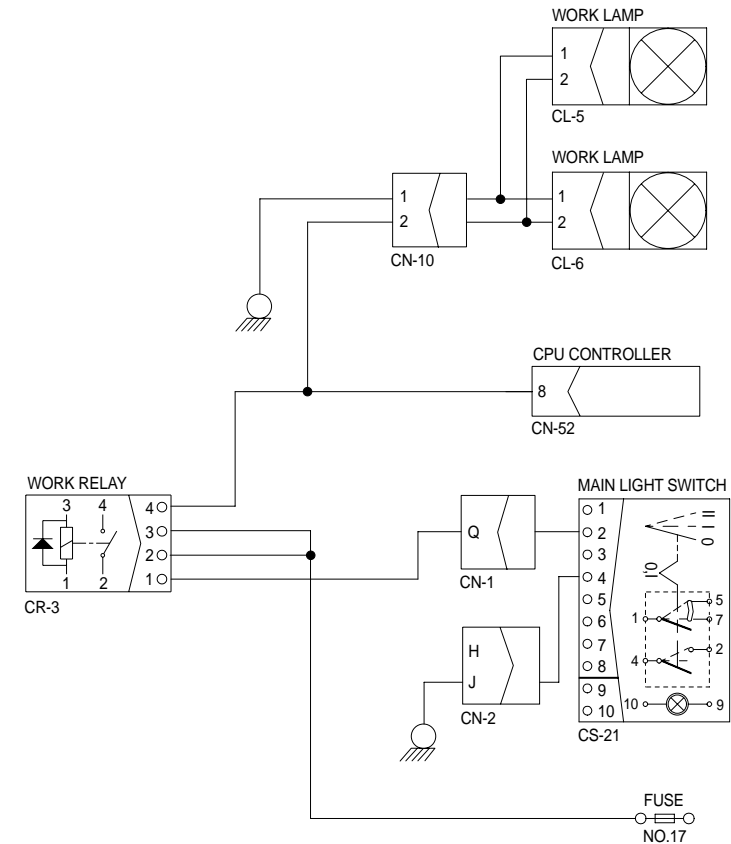 WORK LAMP
1
2
CL-5
WORK LAMP
1
2
CL-6
1
2
CN-10
CPU CONTROLLER
8
CN-52
WORK RELAY
3 4
1 2
4
3
2
1
CR-3
Q
CN-1
H
J
CN-2
MAIN LIGHT SWITCH
1
2
3
4
5
6
7
8
9
10
0 I II
0,I
5
1 7
2
4
10 9
CS-21
FUSE
NO.17